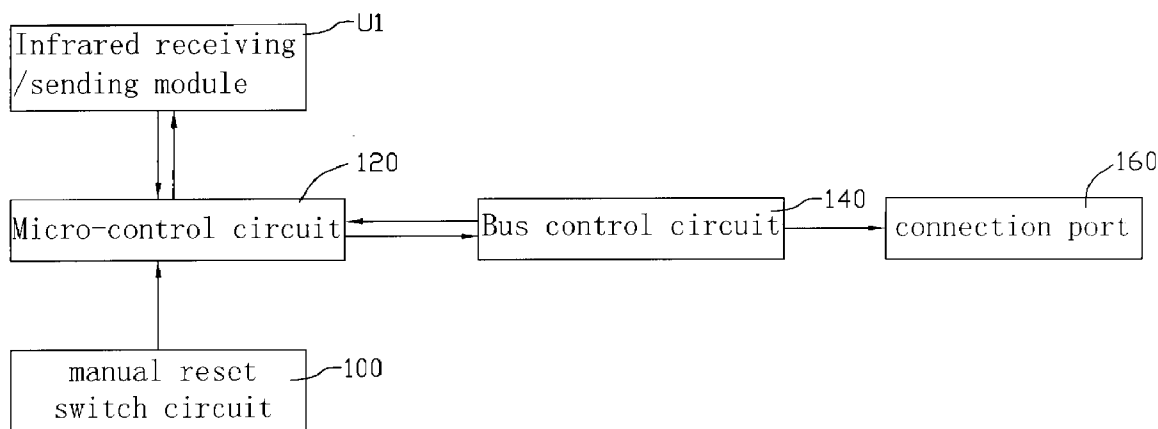 Infrared receiving
/sending module
U1
120
Micro-control circuit
140
Bus control circuit
160
connection port
manual reset
switch circuit
100